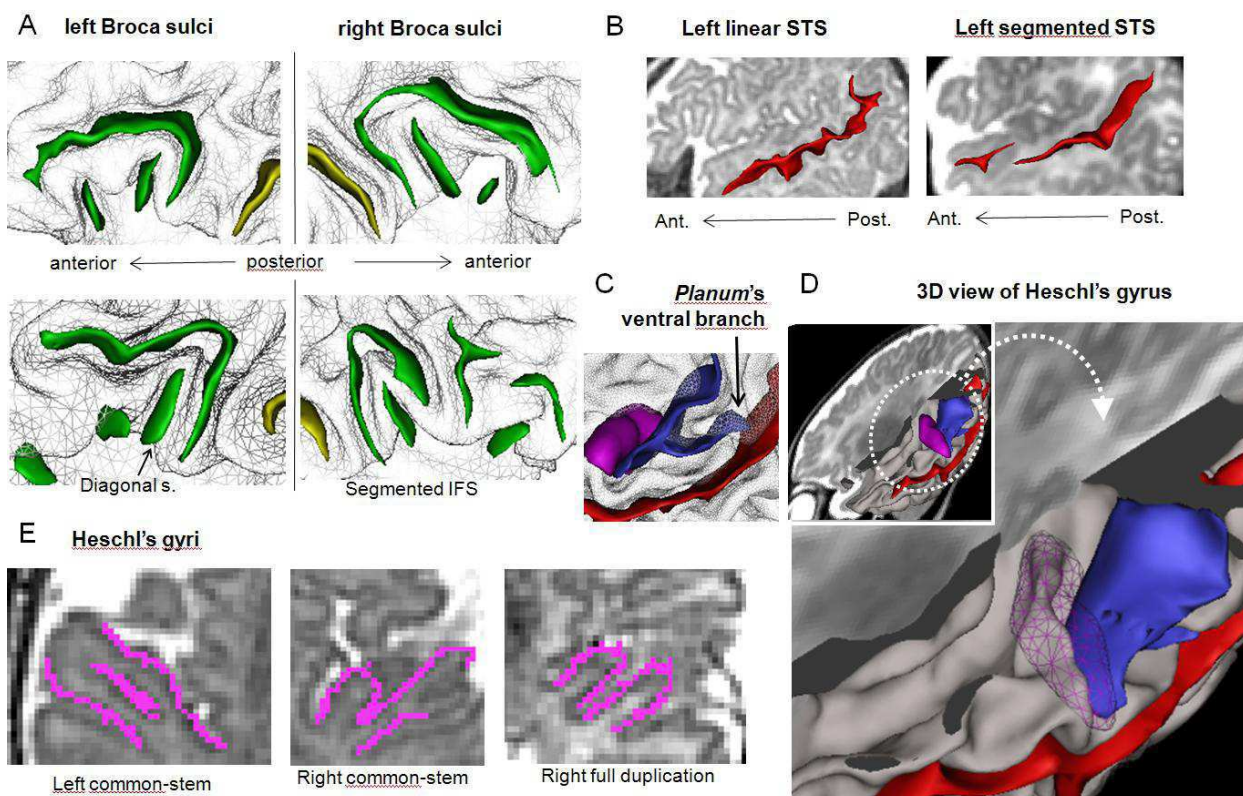 A
left Broca sulci
right Broca sulci
anterior
posterior
anterior
Diagonal s.
Segmented IFS
B
Left linear STS
Left segmented STS
Ant.
Post.
Ant.
Post.
C
Planum's
ventral branch
D
3D view of Heschl's gyrus
E
Heschl's gyri
Left common-stem
Right common-stem
Right full duplication